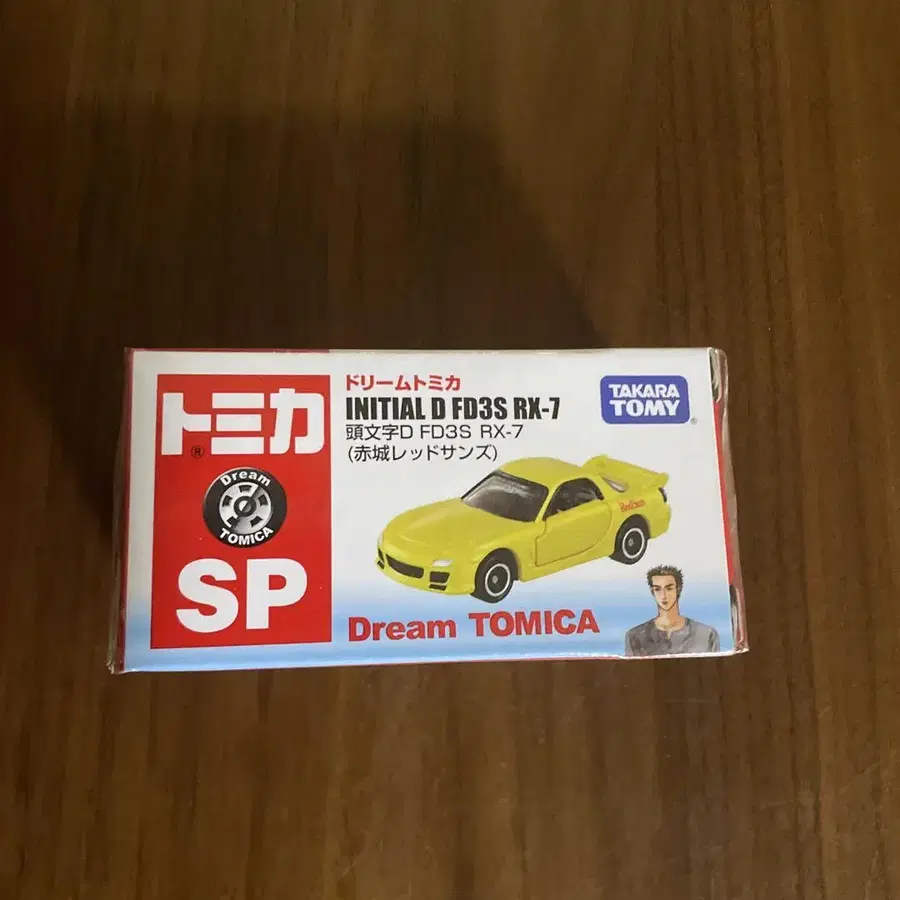 トミカ®
Dream
TOMICA
SP
ドリームトミカ
INITIAL D FD3S RX-7
頭文字D FD3S RX-7
(赤城レッドサンズ)
TAKARA
TOMY®
RedSuns
Dream TOMICA